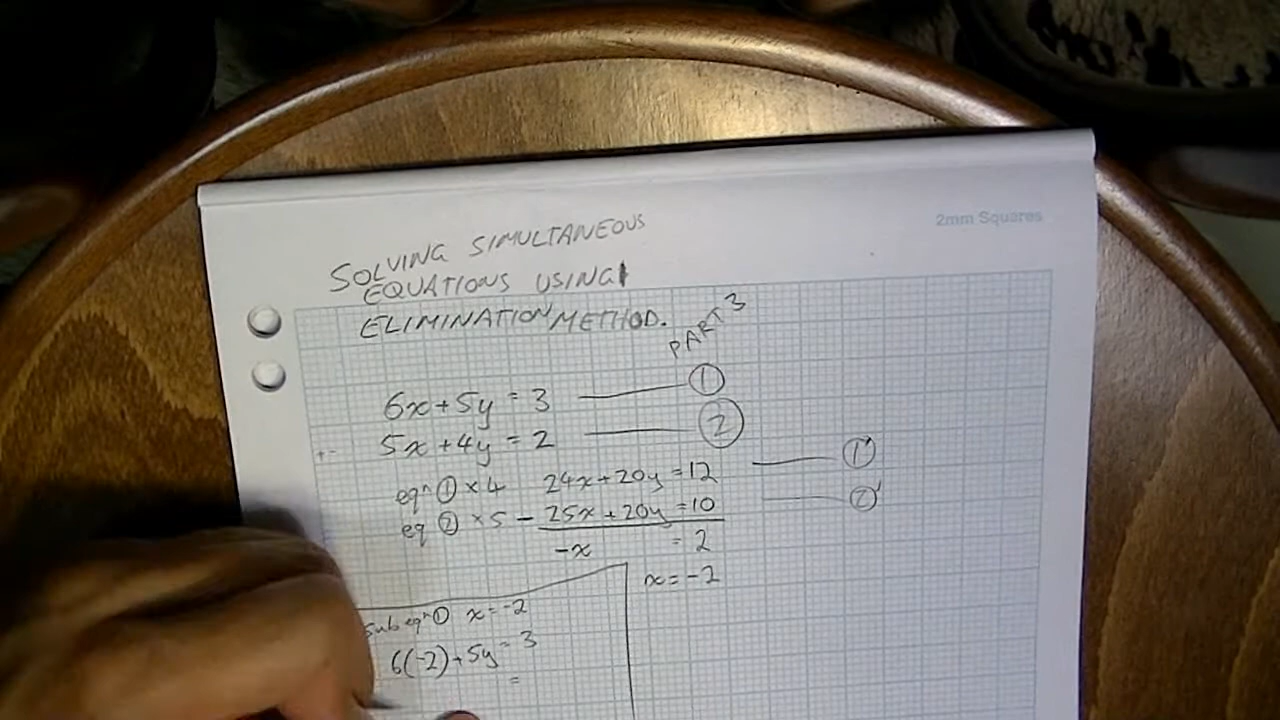 2mm Squares
SOLVING SIMULTANEOUS
EQUATIONS USING
ELIMINATION METHOD.
PART 3
6x+5y = 3 ①
5x+4y = 2 ②
+-
eqⁿ ① × 4 24x+20y = 12 ①'
eq ② × 5 - 25x+20y = 10 ②'
-x = 2
x = -2
sub eqⁿ ① x = -2
6(-2)+5y = 3
=